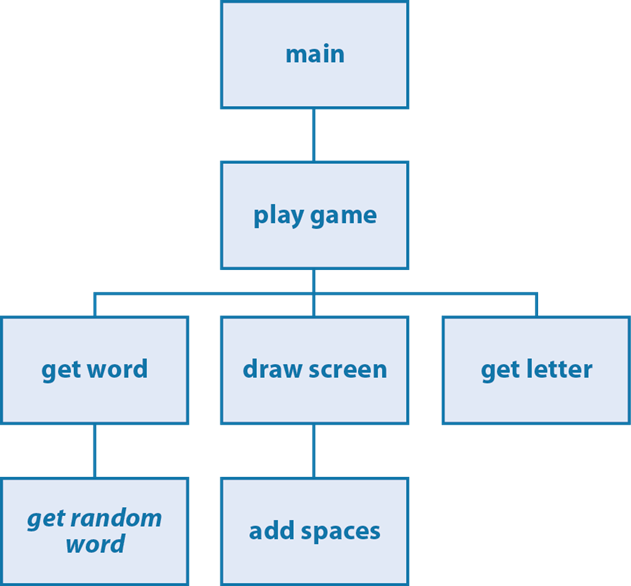 main
play game
get word
draw screen
get letter
get random
word
add spaces